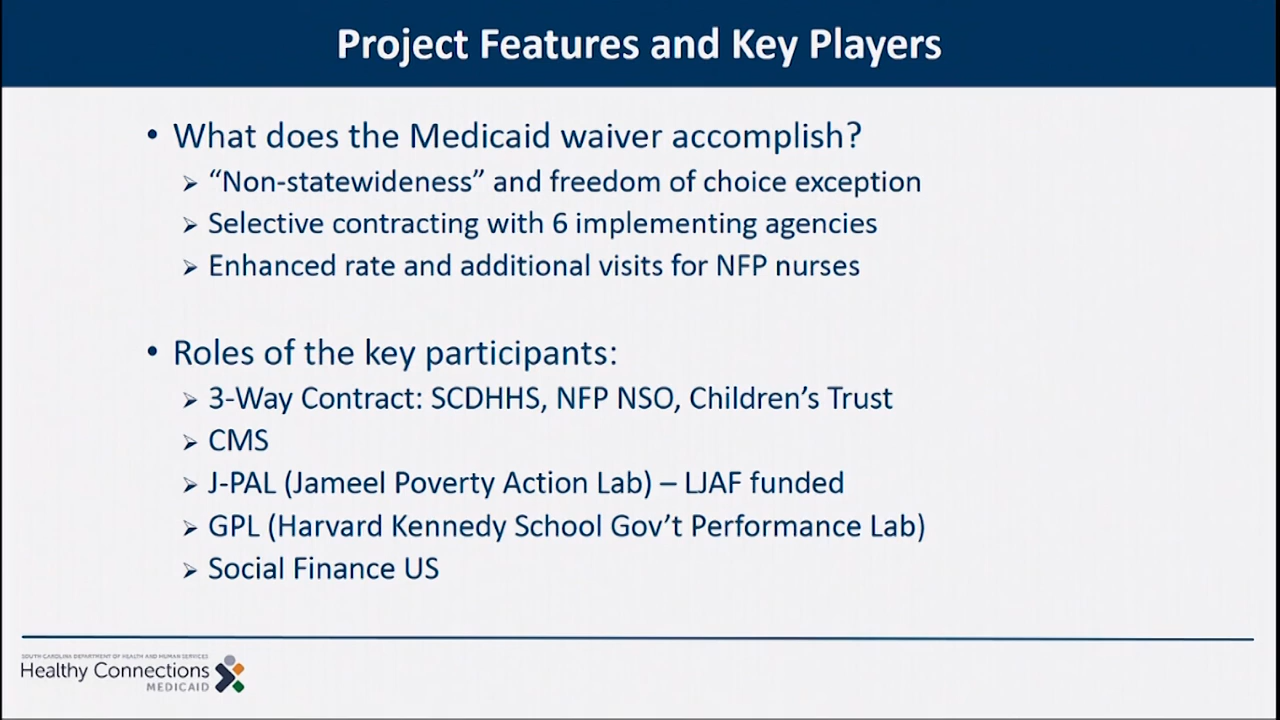 Project Features and Key Players
• What does the Medicaid waiver accomplish?
➢ “Non-statewideness” and freedom of choice exception
➢ Selective contracting with 6 implementing agencies
➢ Enhanced rate and additional visits for NFP nurses
• Roles of the key participants:
➢ 3-Way Contract: SCDHHS, NFP NSO, Children’s Trust
➢ CMS
➢ J-PAL (Jameel Poverty Action Lab) – LJAF funded
➢ GPL (Harvard Kennedy School Gov’t Performance Lab)
➢ Social Finance US
SOUTH CAROLINA DEPARTMENT OF HEALTH AND HUMAN SERVICES
Healthy Connections
MEDICAID